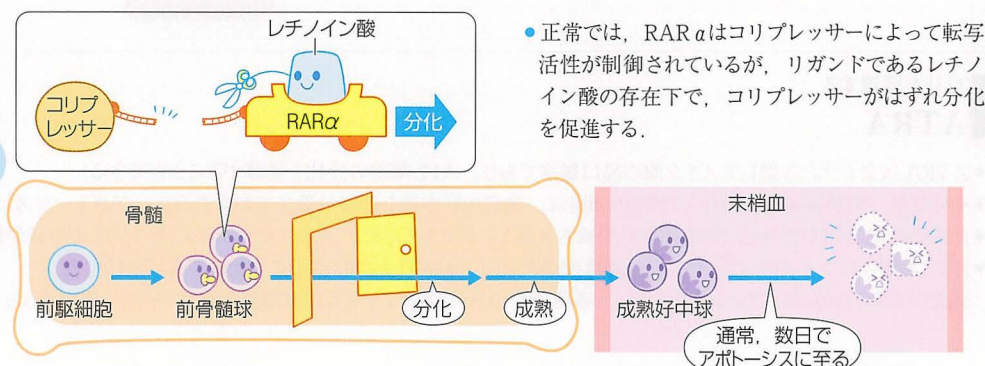 レチノイン酸
コリプ
レッサー
RARα
分化
● 正常では，RARαはコリプレッサーによって転写
活性が制御されているが，リガンドであるレチノ
イン酸の存在下で，コリプレッサーがはずれ分化
を促進する．
骨髄
末梢血
前駆細胞
前骨髄球
分化
成熟
成熟好中球
通常，数日で
アポトーシスに至る